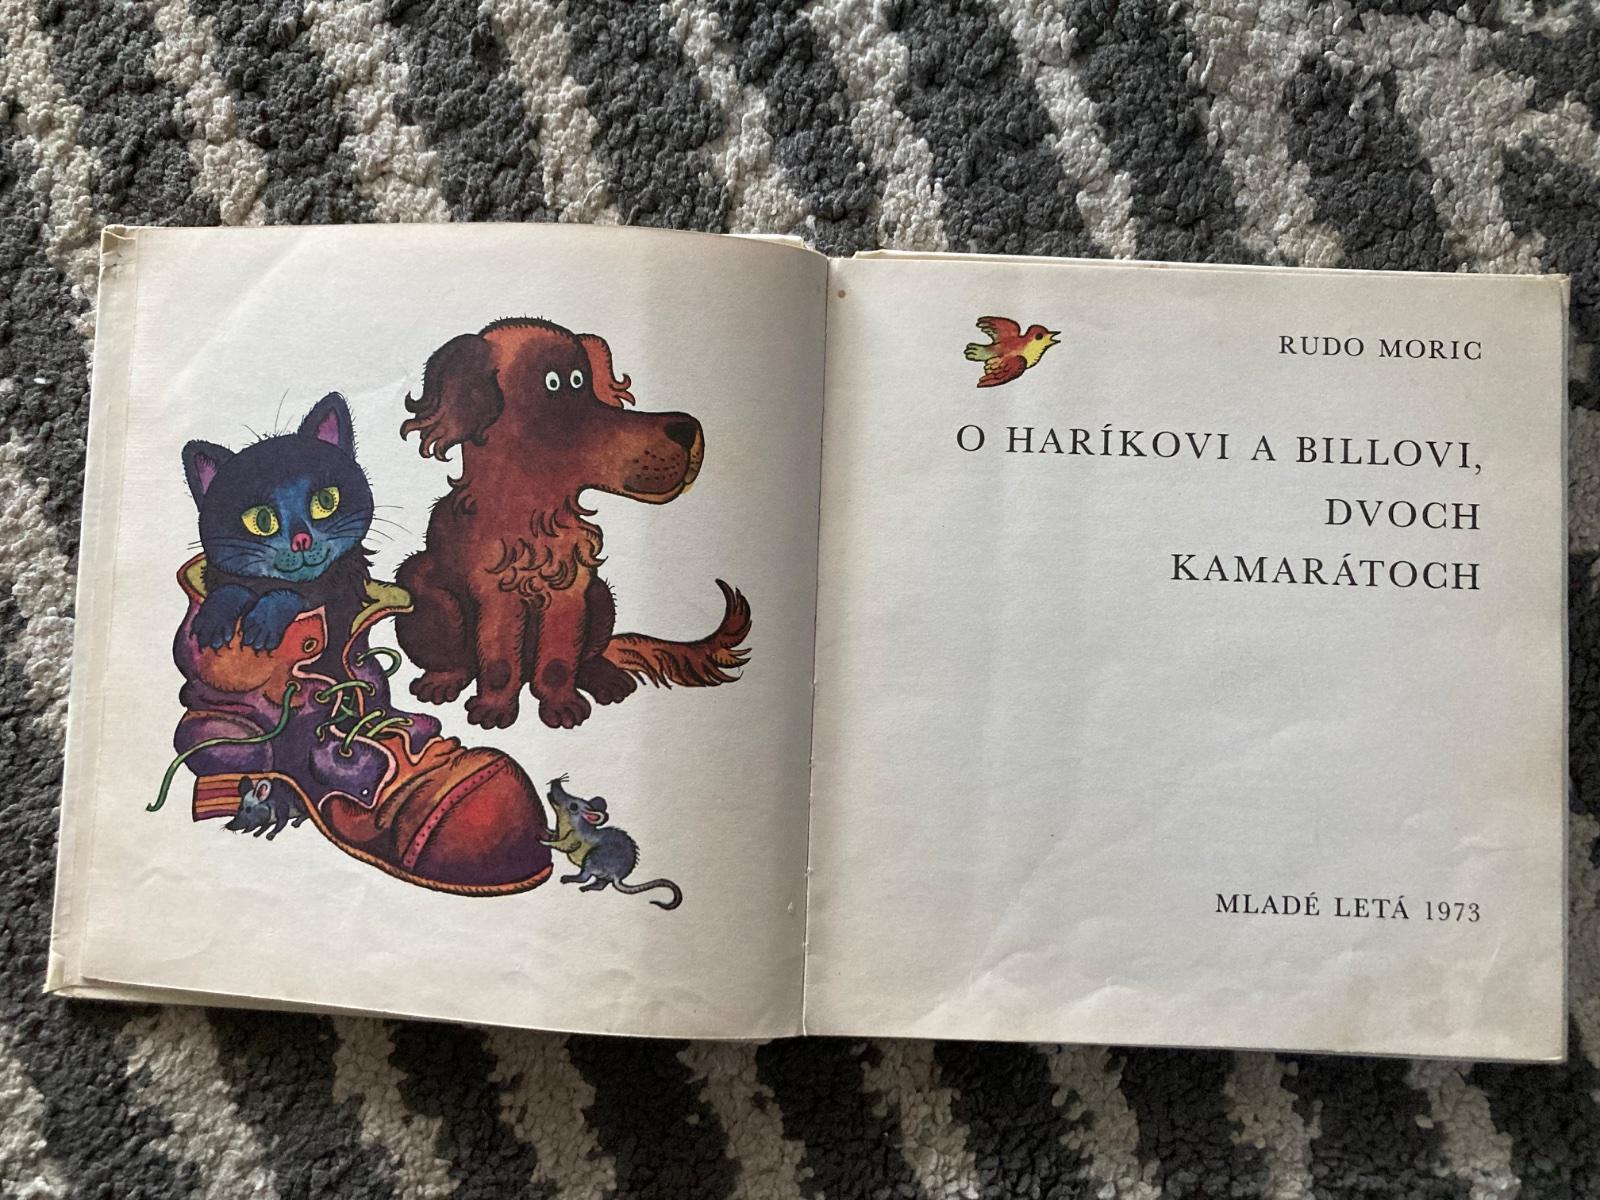 RUDO MORIC
O HARÍKOVI A BILLOVI,
DVOCH
KAMARÁTOCH
MLADÉ LETÁ 1973